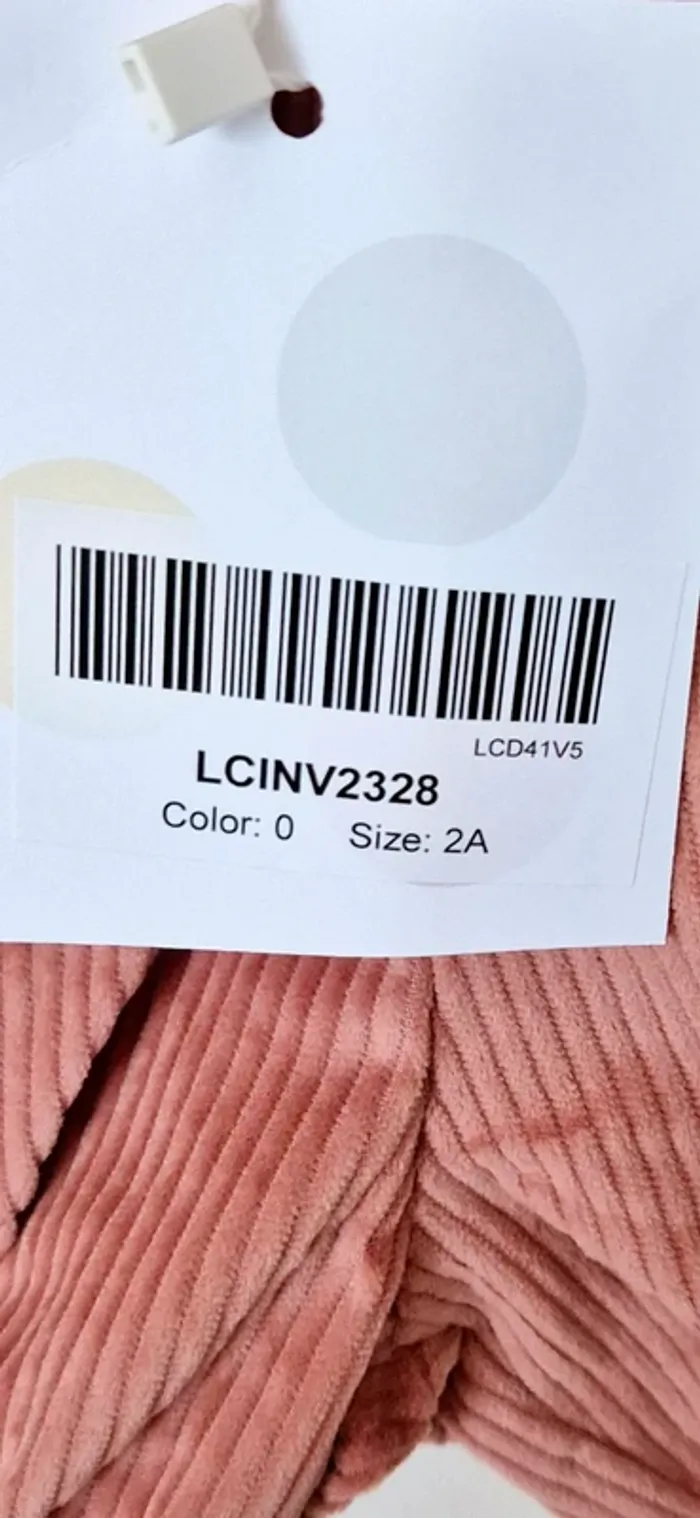 LCD41V5
LCINV2328
Color: 0 Size: 2A